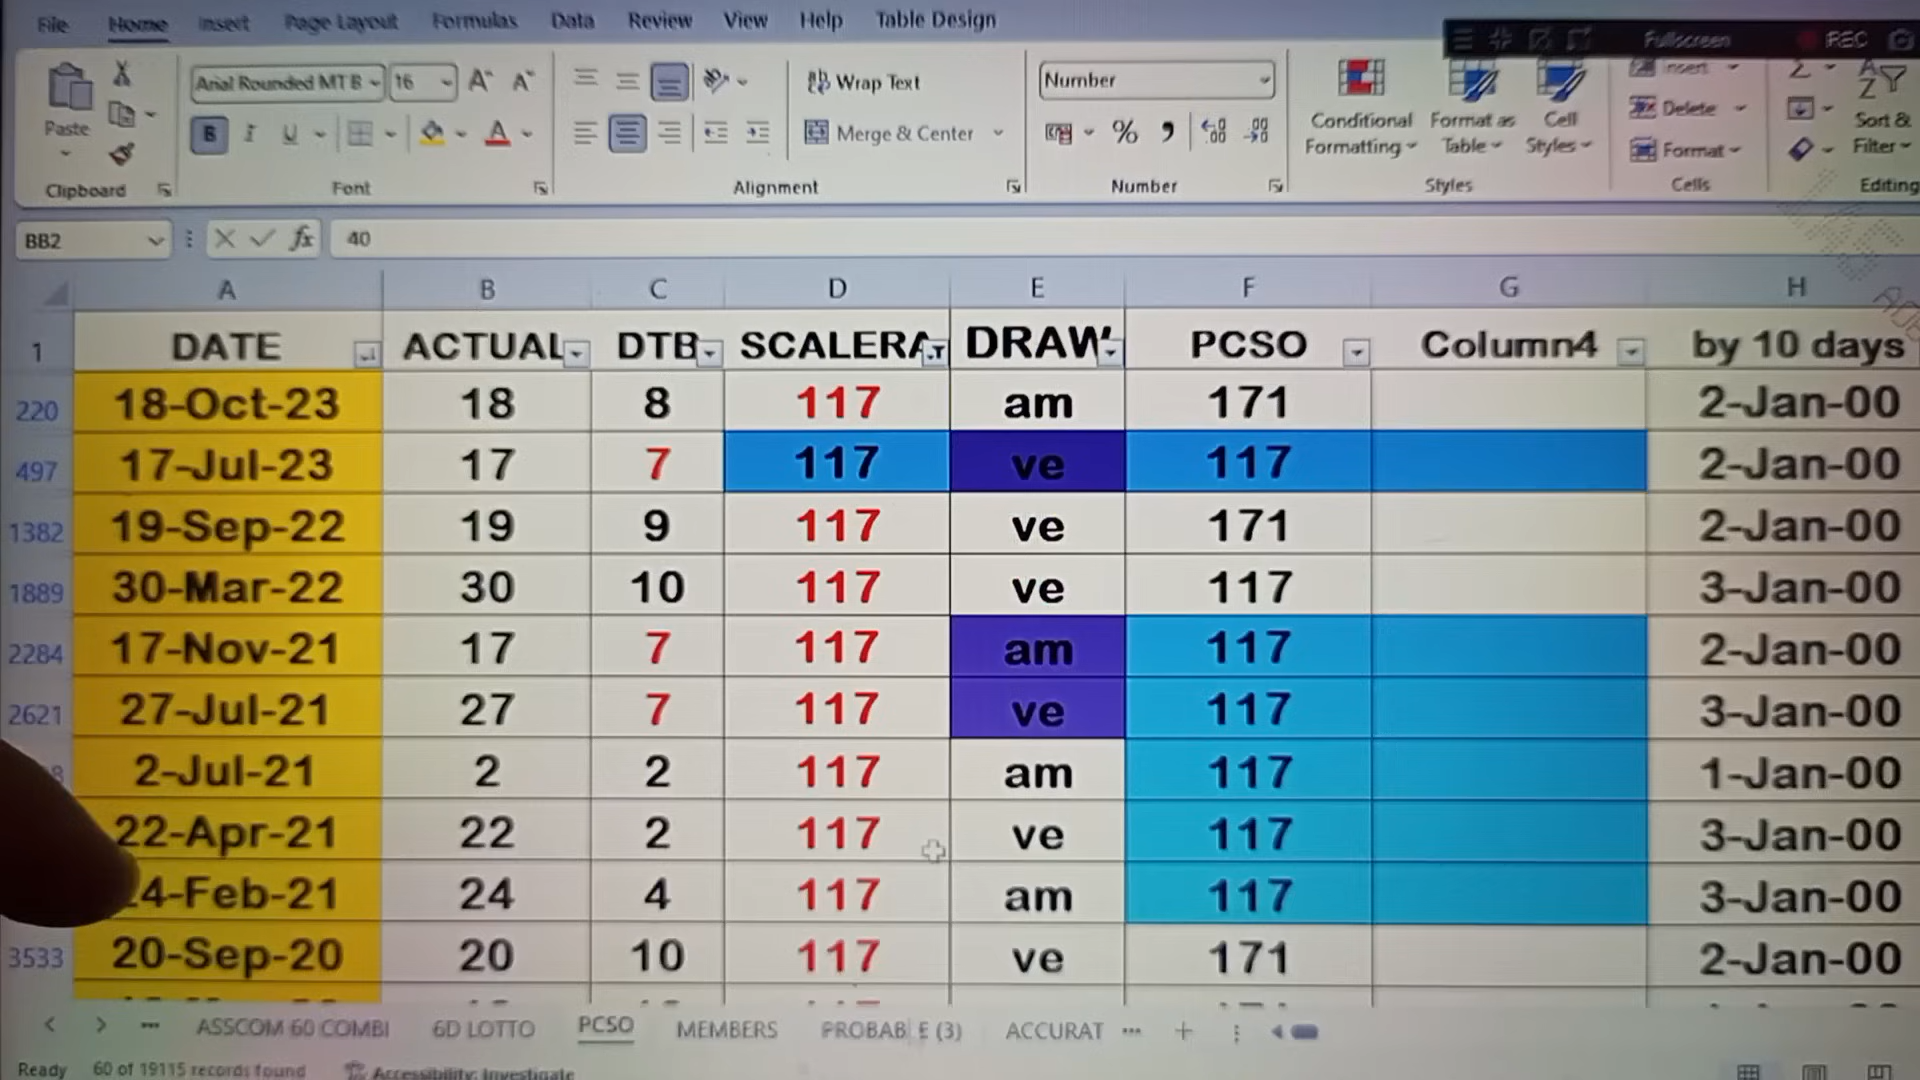 File Home Insert Page Layout Formulas Data Review View Help Table Design
Fullscreen REC
Arial Rounded MT B 16 Wrap Text Number Insert
Paste Merge & Center Conditional Formatting Format as Table Cell Styles Delete Format Sort & Filter
Clipboard Font Alignment Number Styles Cells Editing
BB2 fx 40
A B C D E F G H
1 DATE ACTUAL DTB SCALERA DRAW PCSO Column4 by 10 days
220 18-Oct-23 18 8 117 am 171 2-Jan-00
497 17-Jul-23 17 7 117 ve 117 2-Jan-00
1382 19-Sep-22 19 9 117 ve 171 2-Jan-00
1889 30-Mar-22 30 10 117 ve 117 3-Jan-00
2284 17-Nov-21 17 7 117 am 117 2-Jan-00
2621 27-Jul-21 27 7 117 ve 117 3-Jan-00
2-Jul-21 2 2 117 am 117 1-Jan-00
22-Apr-21 22 2 117 ve 117 3-Jan-00
24-Feb-21 24 4 117 am 117 3-Jan-00
3533 20-Sep-20 20 10 117 ve 171 2-Jan-00
ASSCOM 60 COMBI 6D LOTTO PCSO MEMBERS PROBABLE (3) ACCURAT
Ready 60 of 19115 records found Accessibility: Investigate